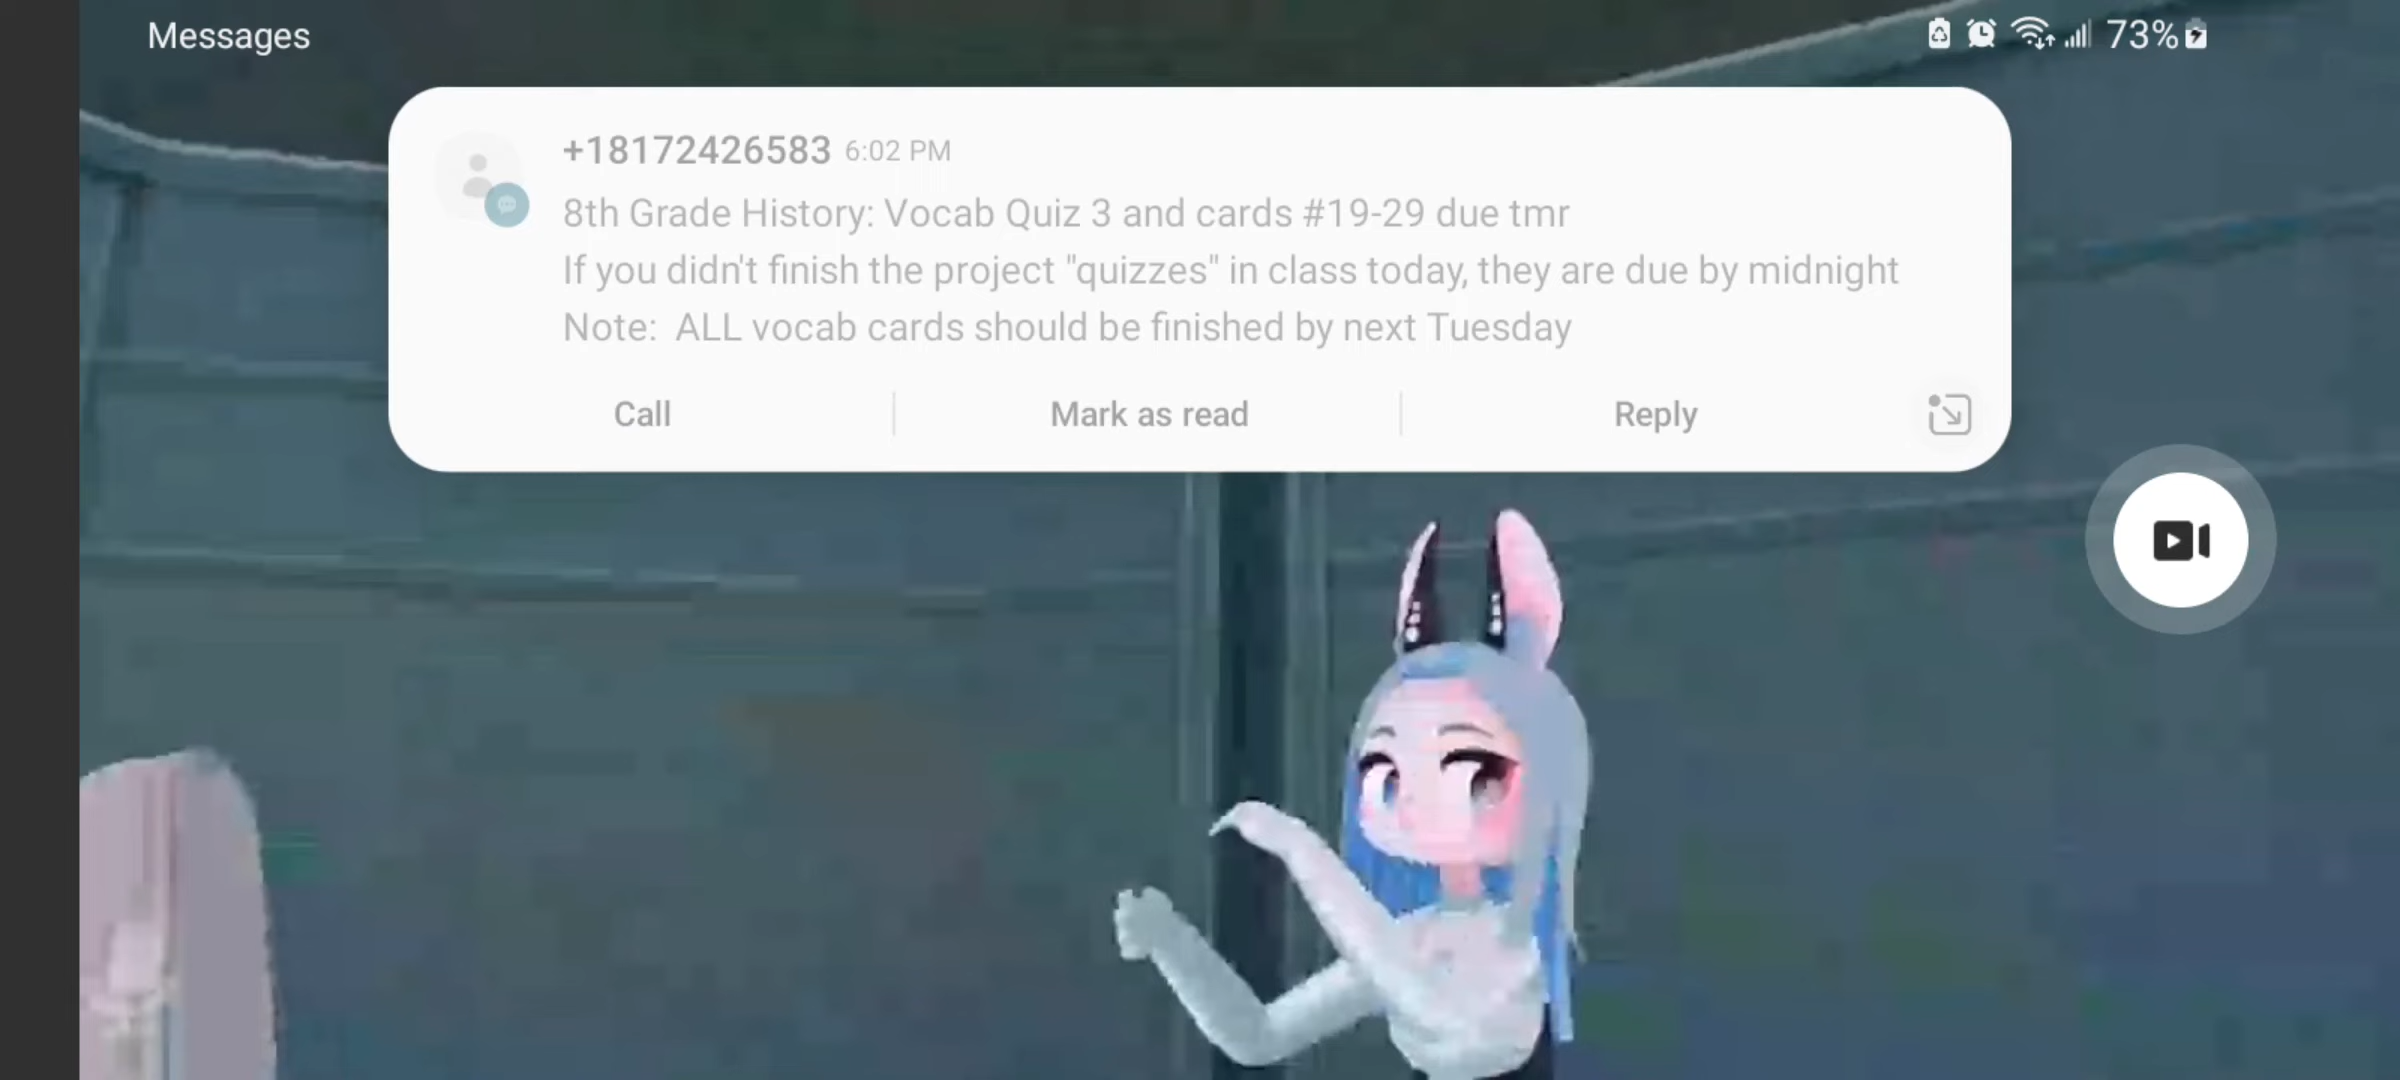 Messages
73%
+18172426583 6:02 PM
8th Grade History: Vocab Quiz 3 and cards #19-29 due tmr
If you didn't finish the project "quizzes" in class today, they are due by midnight
Note:  ALL vocab cards should be finished by next Tuesday
Call
Mark as read
Reply